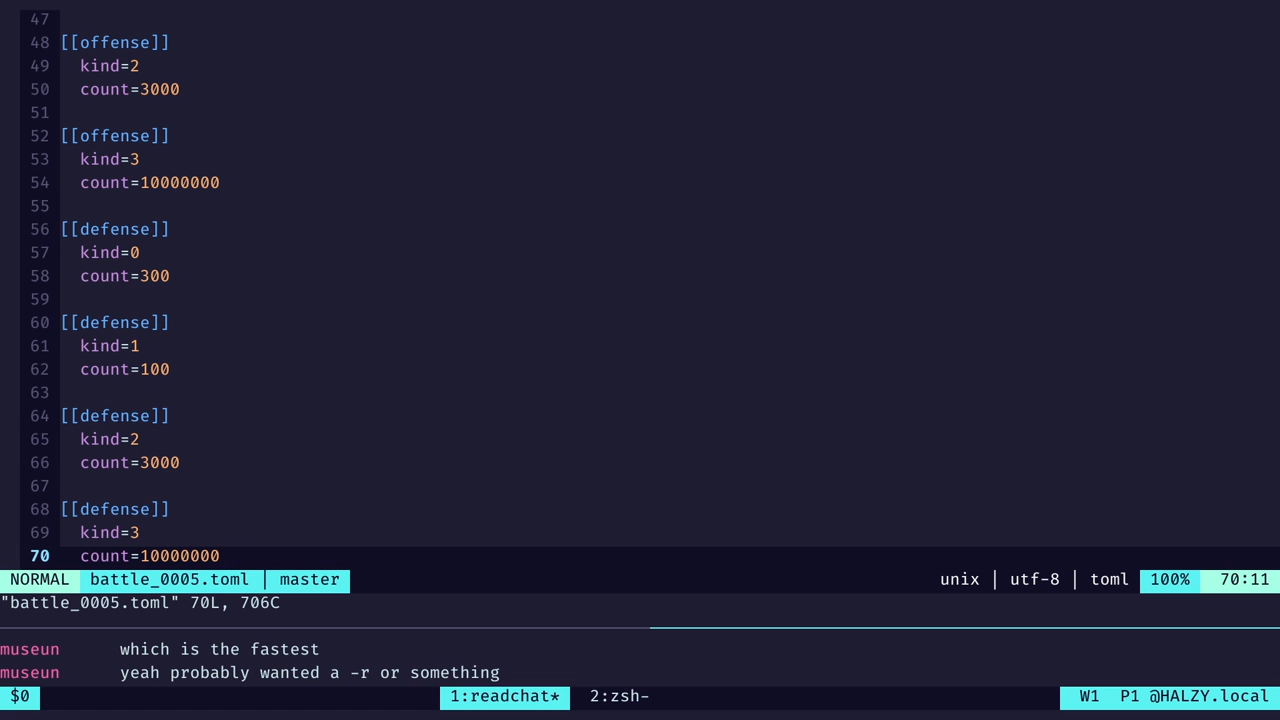 47
48 [[offense]]
49   kind=2
50   count=3000
51
52 [[offense]]
53   kind=3
54   count=10000000
55
56 [[defense]]
57   kind=0
58   count=300
59
60 [[defense]]
61   kind=1
62   count=100
63
64 [[defense]]
65   kind=2
66   count=3000
67
68 [[defense]]
69   kind=3
70   count=10000000
NORMAL battle_0005.toml | master unix | utf-8 | toml 100% 70:11
"battle_0005.toml" 70L, 706C
museun which is the fastest
museun yeah probably wanted a -r or something
$0 1:readchat* 2:zsh- W1 P1 @HALZY.local